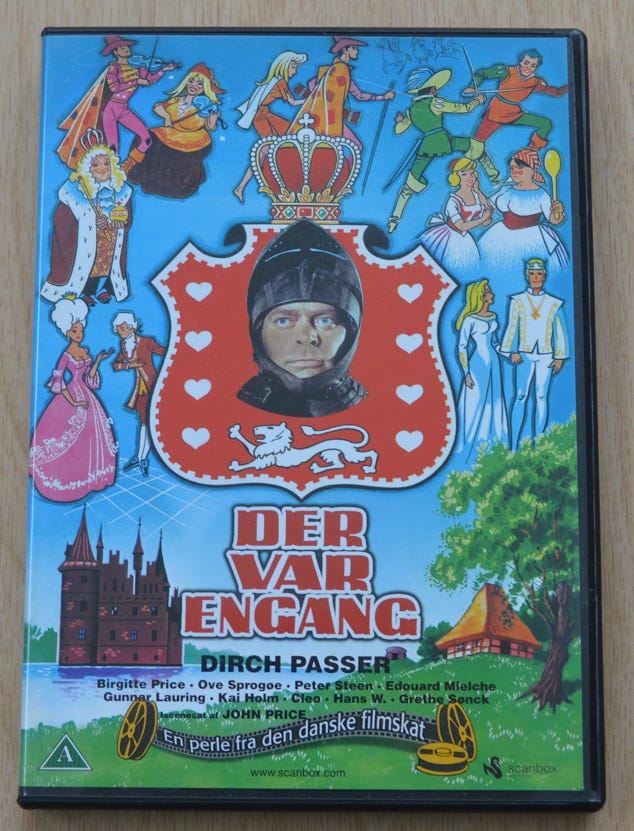 DER
VAR
ENGANG
DIRCH PASSER
Birgitte Price · Ove Sprogøe · Peter Steen · Edouard Mielche
Gunnar Lauring · Kai Holm · Cleo · Hans W. · Grethe Sonck
Iscenesat af JOHN PRICE
En perle fra den danske filmskat
A
www.scanbox.com
scanbox